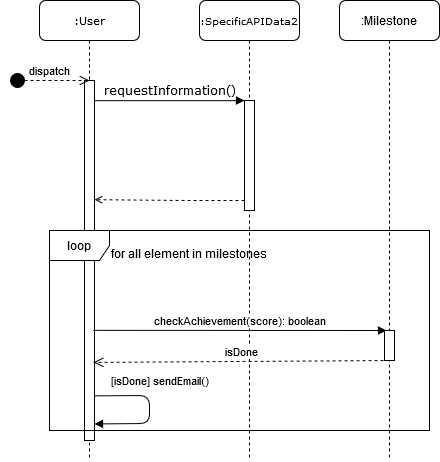 :User
:SpecificAPIData2
:Milestone
dispatch
requestInformation()
loop
for all element in milestones
checkAchievement(score): boolean
isDone
[isDone] sendEmail()